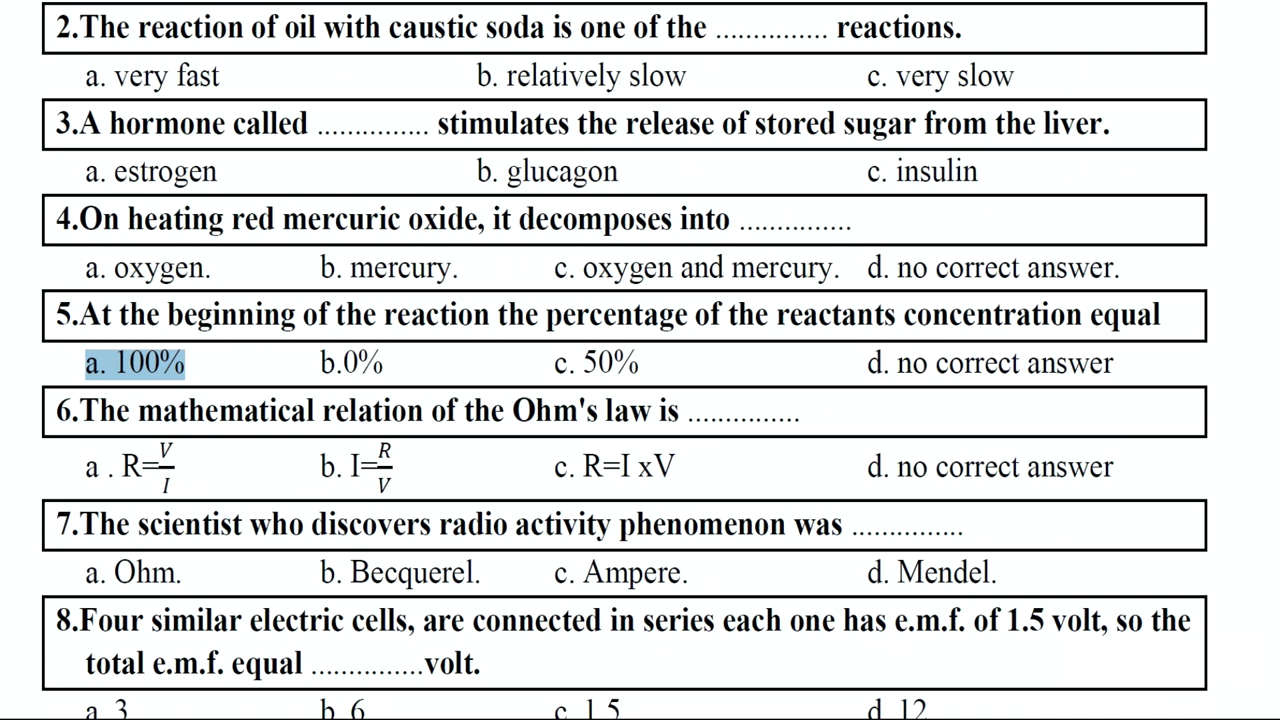 2.The reaction of oil with caustic soda is one of the ............... reactions.
a. very fast b. relatively slow c. very slow
3.A hormone called ............... stimulates the release of stored sugar from the liver.
a. estrogen b. glucagon c. insulin
4.On heating red mercuric oxide, it decomposes into ...............
a. oxygen. b. mercury. c. oxygen and mercury. d. no correct answer.
5.At the beginning of the reaction the percentage of the reactants concentration equal
a. 100% b.0% c. 50% d. no correct answer
6.The mathematical relation of the Ohm's law is ...............
a . R=V/I b. I=R/V c. R=I xV d. no correct answer
7.The scientist who discovers radio activity phenomenon was ...............
a. Ohm. b. Becquerel. c. Ampere. d. Mendel.
8.Four similar electric cells, are connected in series each one has e.m.f. of 1.5 volt, so the
total e.m.f. equal ...............volt.
a. 3 b. 6 c. 1.5 d. 12